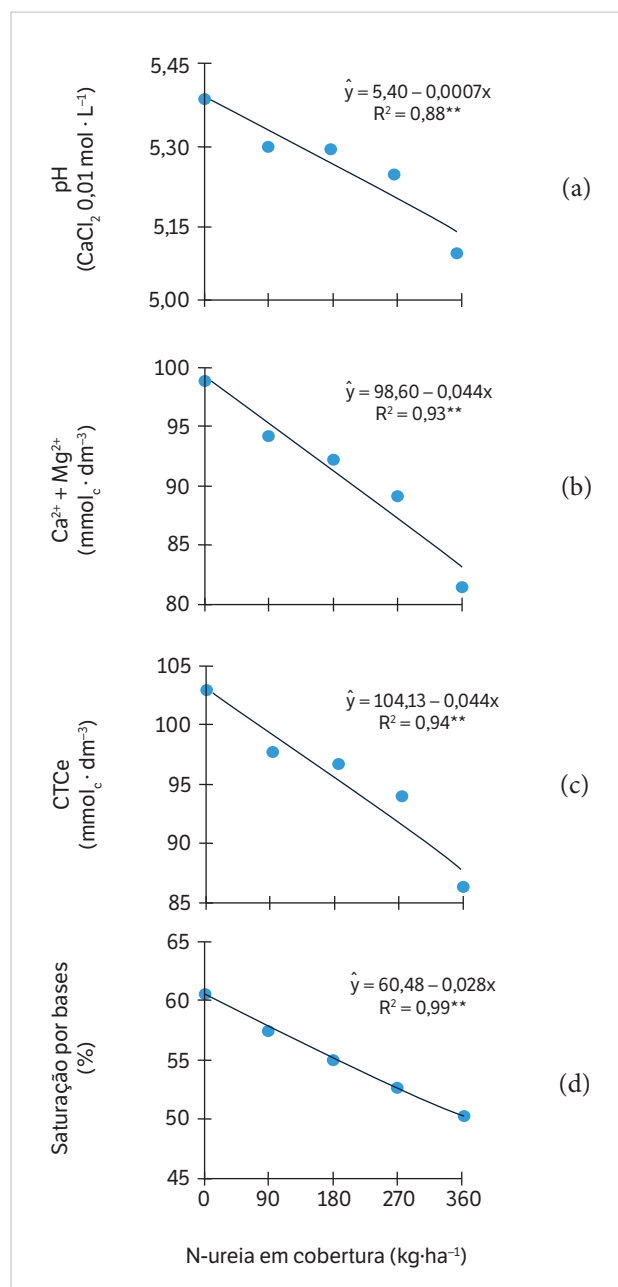 5,45
5,30
5,15
5,00
pH
(CaCl₂ 0,01 mol · L⁻¹)
ŷ = 5,40 – 0,0007x
R² = 0,88**
(a)
100
95
90
85
80
Ca²⁺ + Mg²⁺
(mmol꜀ · dm⁻³)
ŷ = 98,60 – 0,044x
R² = 0,93**
(b)
105
100
95
90
85
CTCe
(mmol꜀ · dm⁻³)
ŷ = 104,13 – 0,044x
R² = 0,94**
(c)
65
60
55
50
45
Saturação por bases
(%)
ŷ = 60,48 – 0,028x
R² = 0,99**
(d)
0 90 180 270 360
N-ureia em cobertura (kg·ha⁻¹)